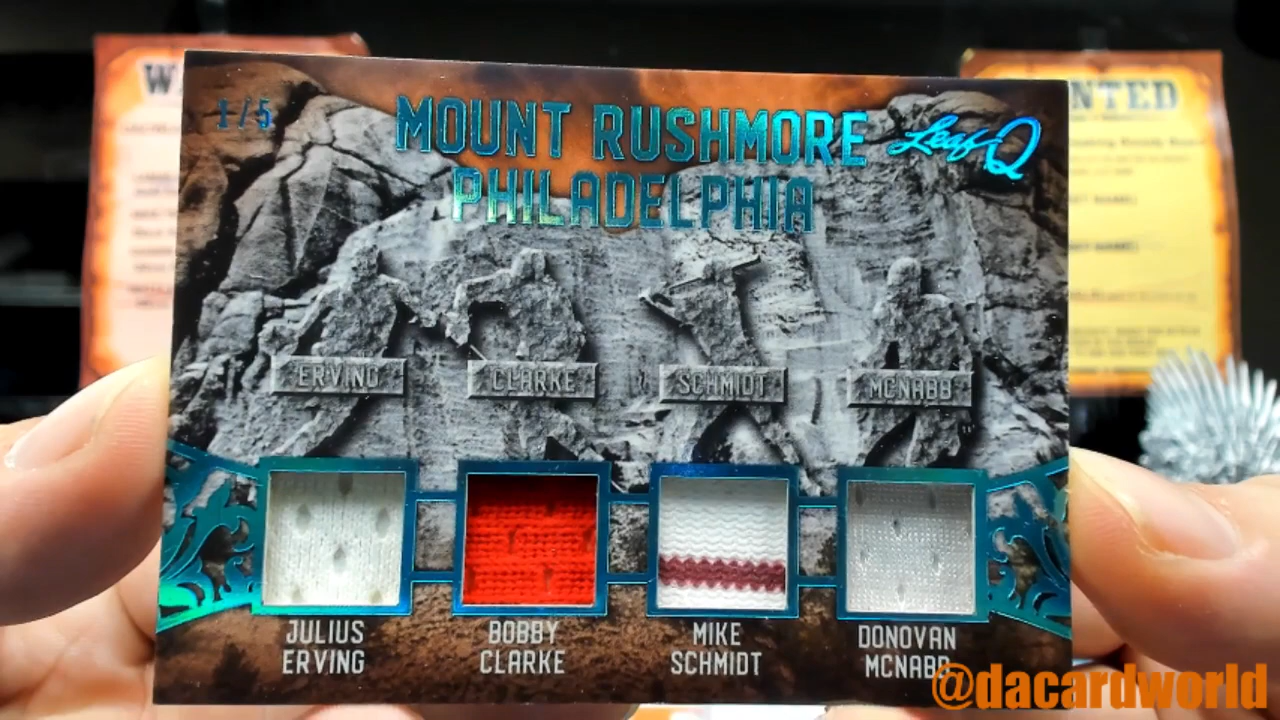 1/5
MOUNT RUSHMORE
PHILADELPHIA
Leaf Q
ERVING
CLARKE
SCHMIDT
MCNABB
JULIUS
ERVING
BOBBY
CLARKE
MIKE
SCHMIDT
DONOVAN
MCNABB
@dacardworld
W
NTED